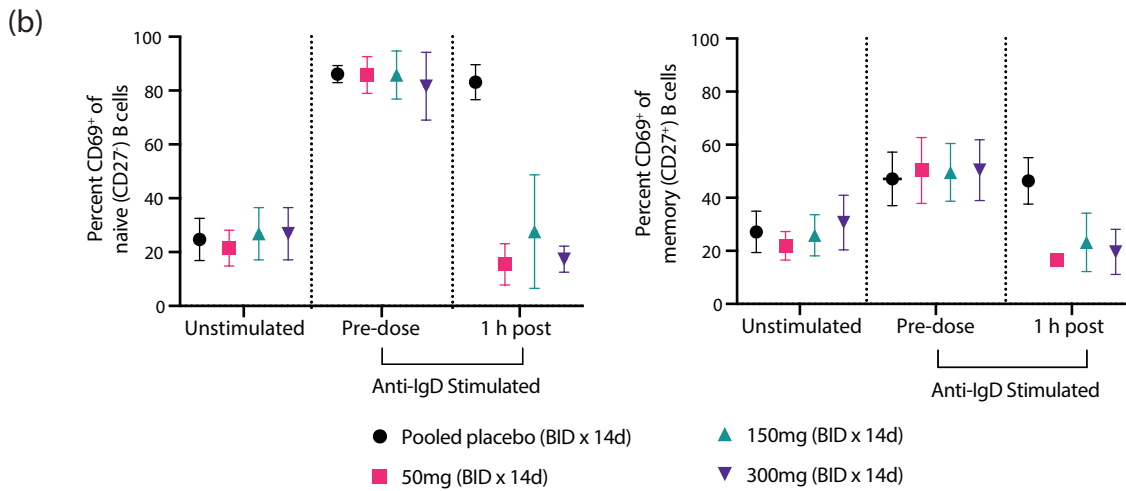 (b)
Percent CD69⁺ of
naive (CD27⁻) B cells
100
80
60
40
20
0
Unstimulated
Pre-dose
1 h post
Anti-IgD Stimulated
Percent CD69⁺ of
memory (CD27⁺) B cells
100
80
60
40
20
0
Unstimulated
Pre-dose
1 h post
Anti-IgD Stimulated
Pooled placebo (BID x 14d)
50mg (BID x 14d)
150mg (BID x 14d)
300mg (BID x 14d)